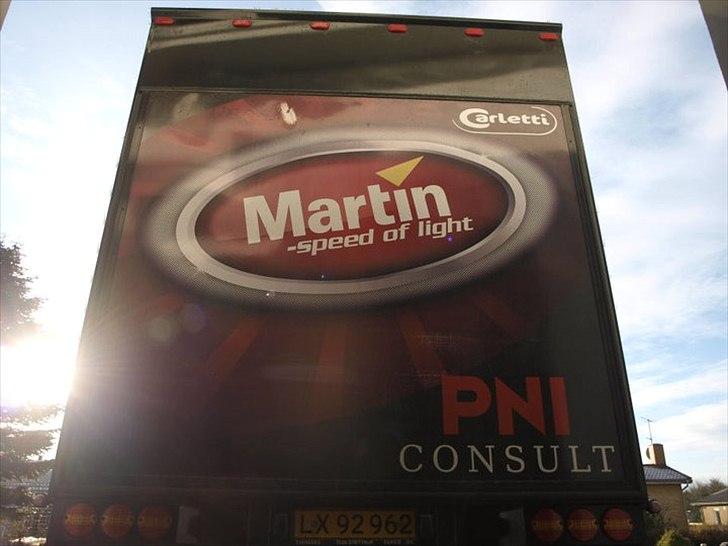 Carletti
Martin
-speed of light
PNI
CONSULT
LX 92 962